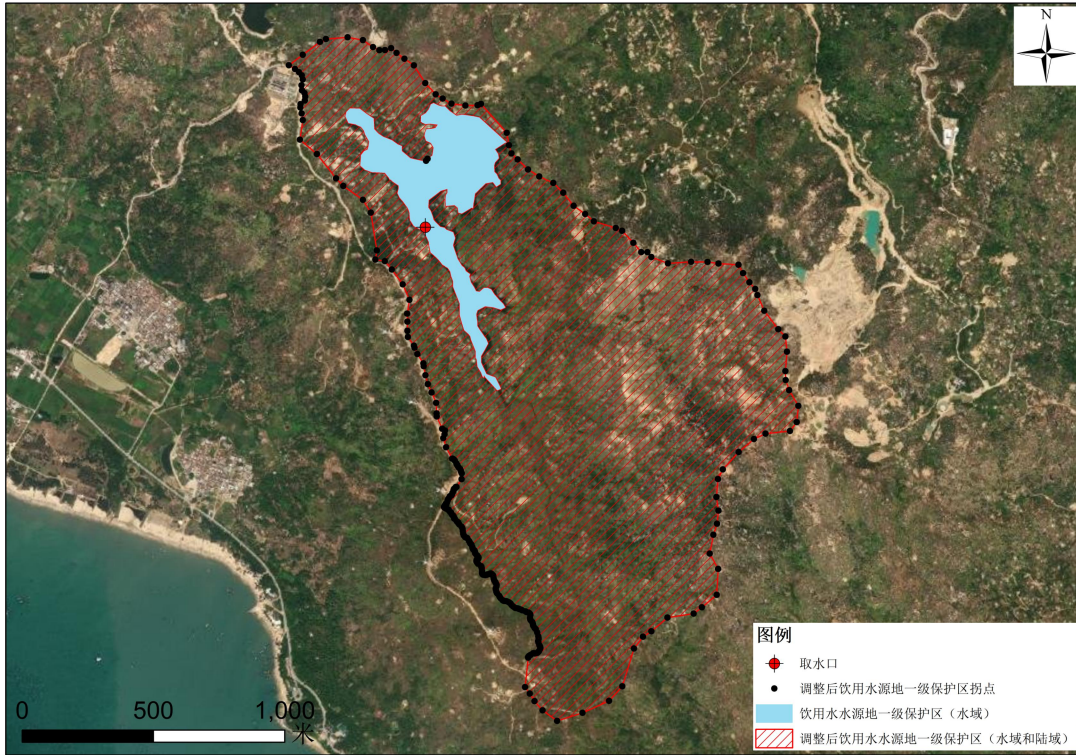 N
图例
取水口
调整后饮用水源地一级保护区拐点
饮用水水源地一级保护区（水域）
调整后饮用水水源地一级保护区（水域和陆域）
0 500 1,000
米